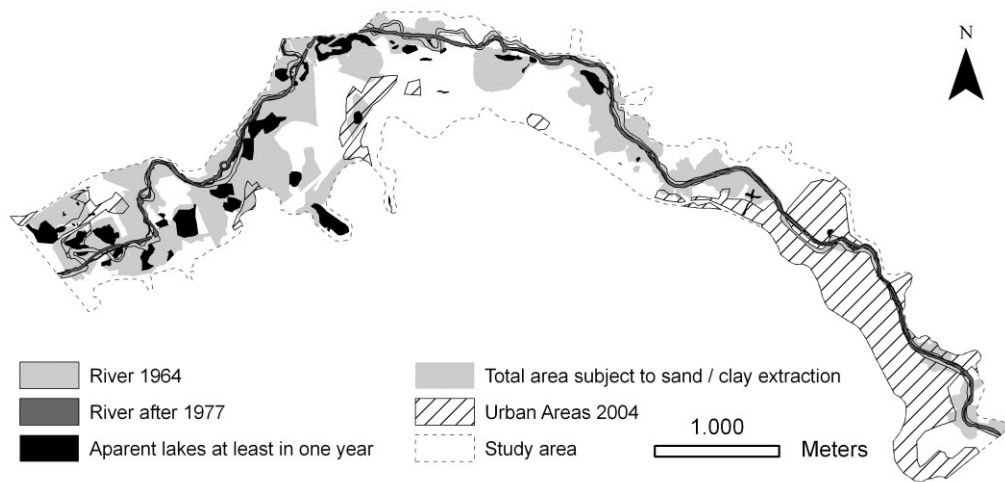 N
River 1964
River after 1977
Aparent lakes at least in one year
Total area subject to sand / clay extraction
Urban Areas 2004
Study area
1.000
Meters